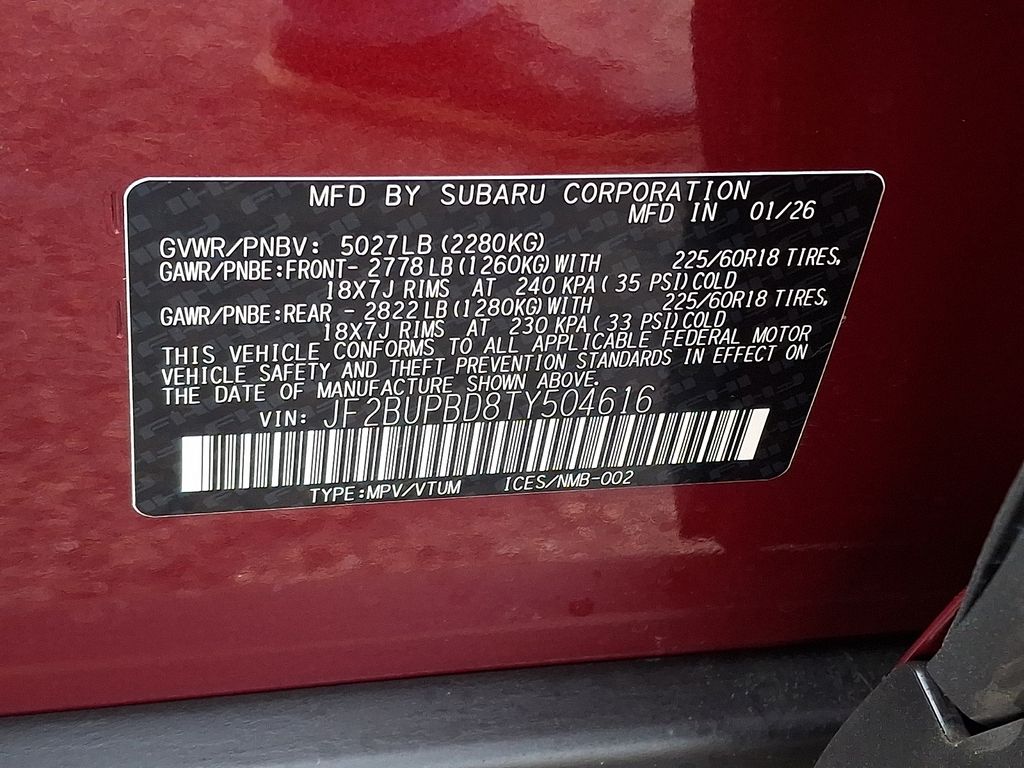 MFD BY SUBARU CORPORATION
MFD IN 01/26
GVWR/PNBV: 5027LB (2280KG)
GAWR/PNBE:FRONT- 2778 LB (1260KG) WITH 225/60R18 TIRES,
18X7J RIMS AT 240 KPA ( 35 PSI) COLD
GAWR/PNBE:REAR - 2822 LB (1280KG) WITH 225/60R18 TIRES,
18X7J RIMS AT 230 KPA ( 33 PSI) COLD
THIS VEHICLE CONFORMS TO ALL APPLICABLE FEDERAL MOTOR
VEHICLE SAFETY AND THEFT PREVENTION STANDARDS IN EFFECT ON
THE DATE OF MANUFACTURE SHOWN ABOVE.
VIN: JF2BUPBD8TY504616
TYPE:MPV/VTUM ICES/NMB-002